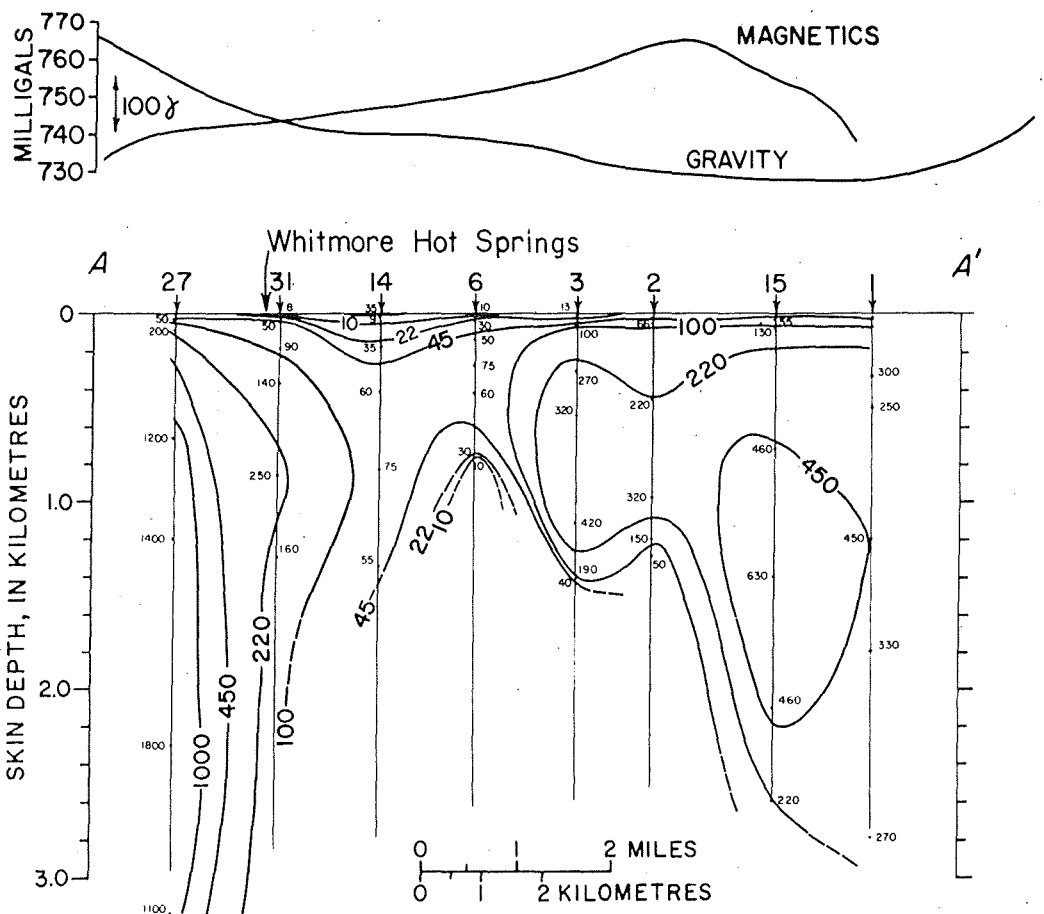 770
760
750
740
730
MILLIGALS
100 γ
MAGNETICS
GRAVITY
Whitmore Hot Springs
A
A'
27 31 14 6 3 2 15 1
0
1.0
2.0
3.0
SKIN DEPTH, IN KILOMETRES
8 35 10 13
50 50 9 30 100 66 130 55
200 90 35 50
10 22 45 100 220
140 60 75 60
270 320 220 300 250
1200 250 75 30 10 320 460 450
1400 160 55 420 150 50 450
190 40 630
22 10
45
330
460
1800
1000 450 220 100
220
270
1100
0 1 2 MILES
0 1 2 KILOMETRES